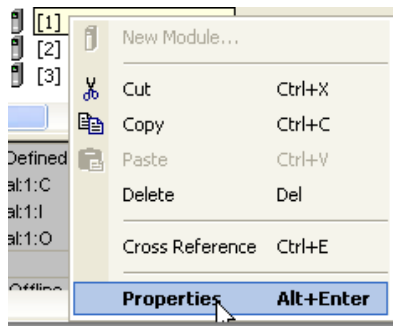 [1]
[2]
[3]
New Module...
Cut Ctrl+X
Copy Ctrl+C
Paste Ctrl+V
Delete Del
Cross Reference Ctrl+E
Properties Alt+Enter
Defined
al:1:C
al:1:I
al:1:O
Offline